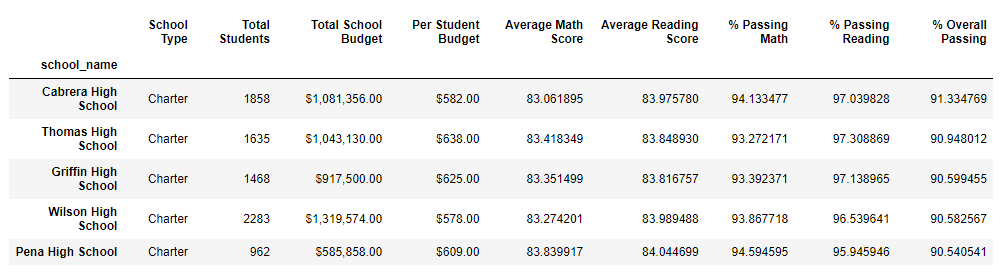 School Type Total Students Total School Budget Per Student Budget Average Math Score Average Reading Score % Passing Math % Passing Reading % Overall Passing
school_name
Cabrera High School Charter 1858 $1,081,356.00 $582.00 83.061895 83.975780 94.133477 97.039828 91.334769
Thomas High School Charter 1635 $1,043,130.00 $638.00 83.418349 83.848930 93.272171 97.308869 90.948012
Griffin High School Charter 1468 $917,500.00 $625.00 83.351499 83.816757 93.392371 97.138965 90.599455
Wilson High School Charter 2283 $1,319,574.00 $578.00 83.274201 83.989488 93.867718 96.539641 90.582567
Pena High School Charter 962 $585,858.00 $609.00 83.839917 84.044699 94.594595 95.945946 90.540541